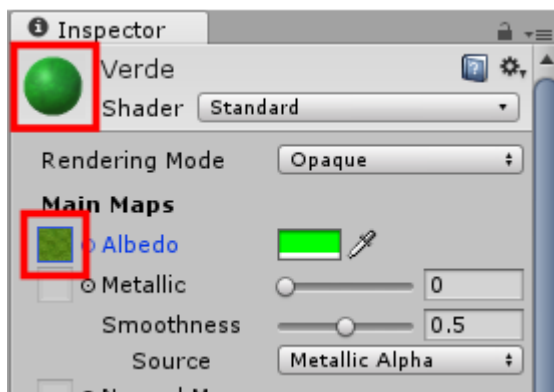 Inspector
Verde
Shader Standard
Rendering Mode Opaque
Main Maps
Albedo
Metallic 0
Smoothness 0.5
Source Metallic Alpha